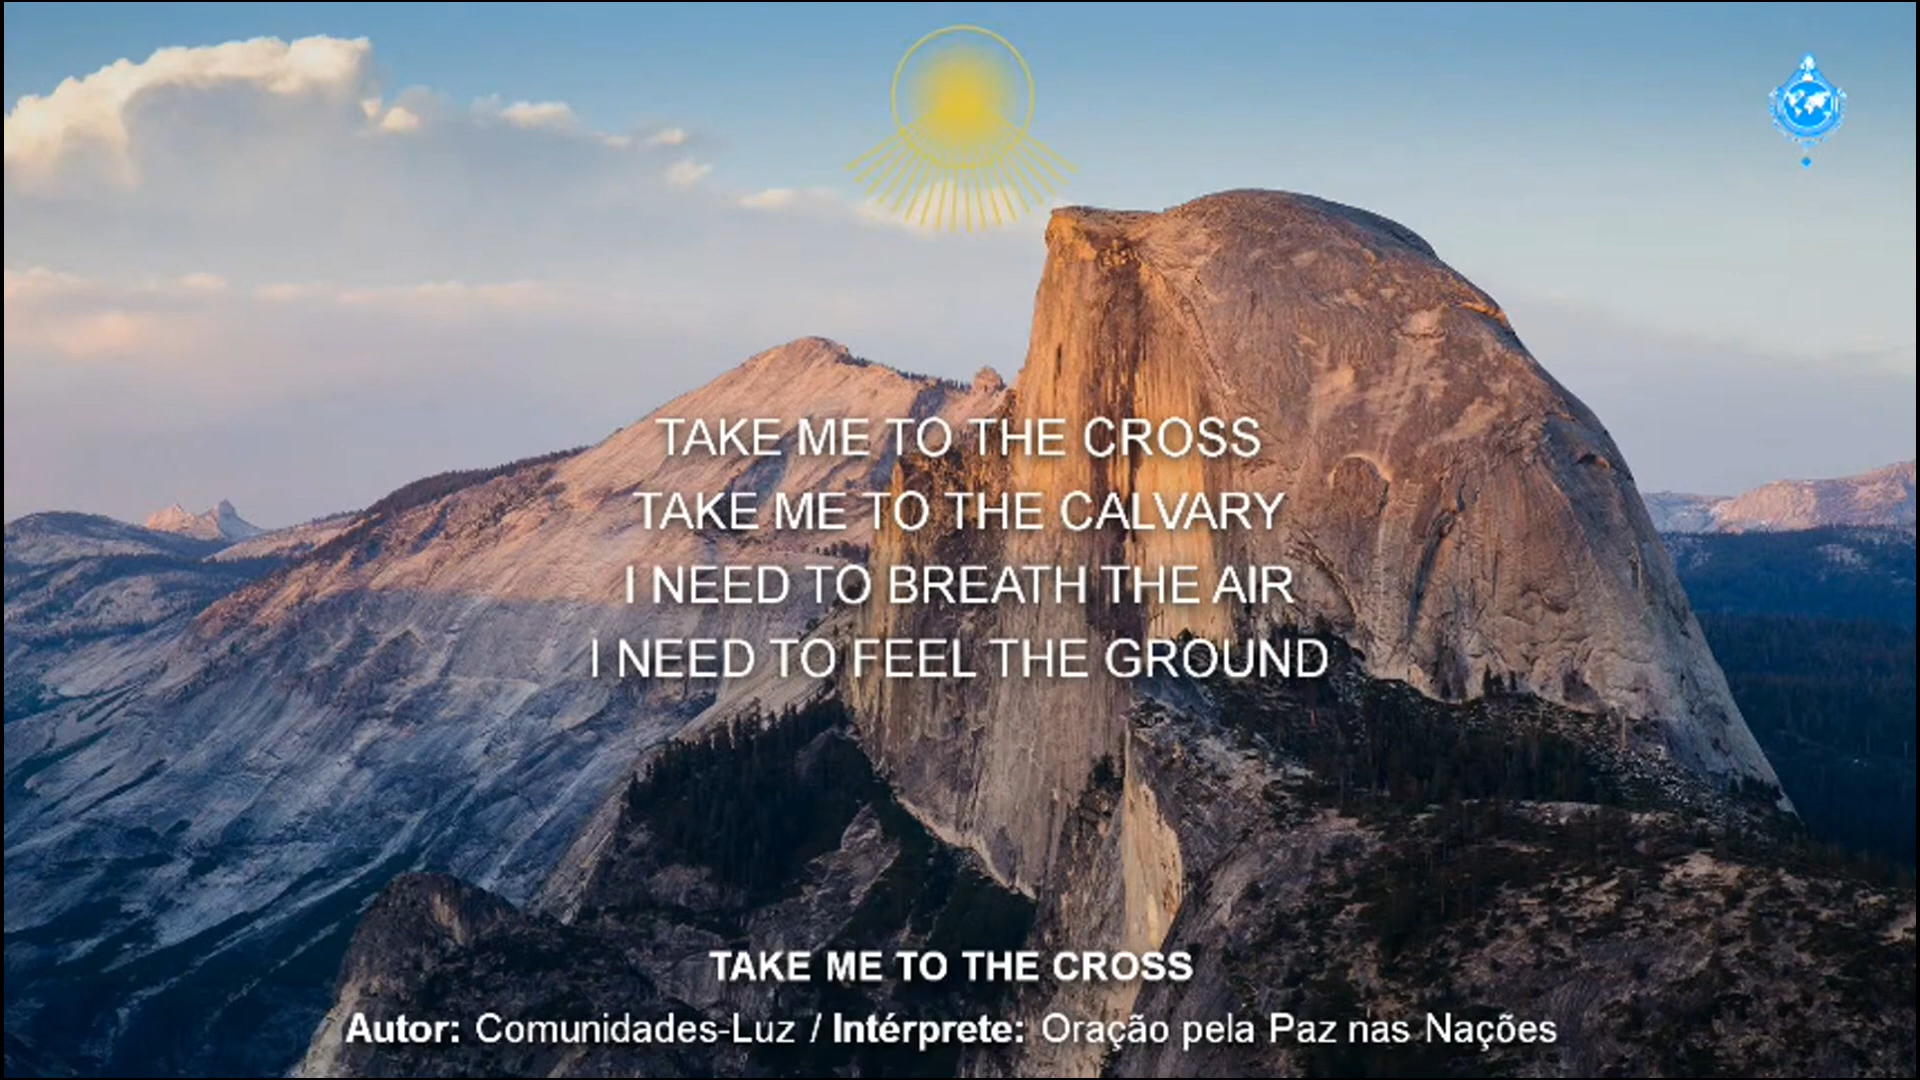 TAKE ME TO THE CROSS
TAKE ME TO THE CALVARY
I NEED TO BREATH THE AIR
I NEED TO FEEL THE GROUND
TAKE ME TO THE CROSS
Autor: Comunidades-Luz / Intérprete: Oração pela Paz nas Nações